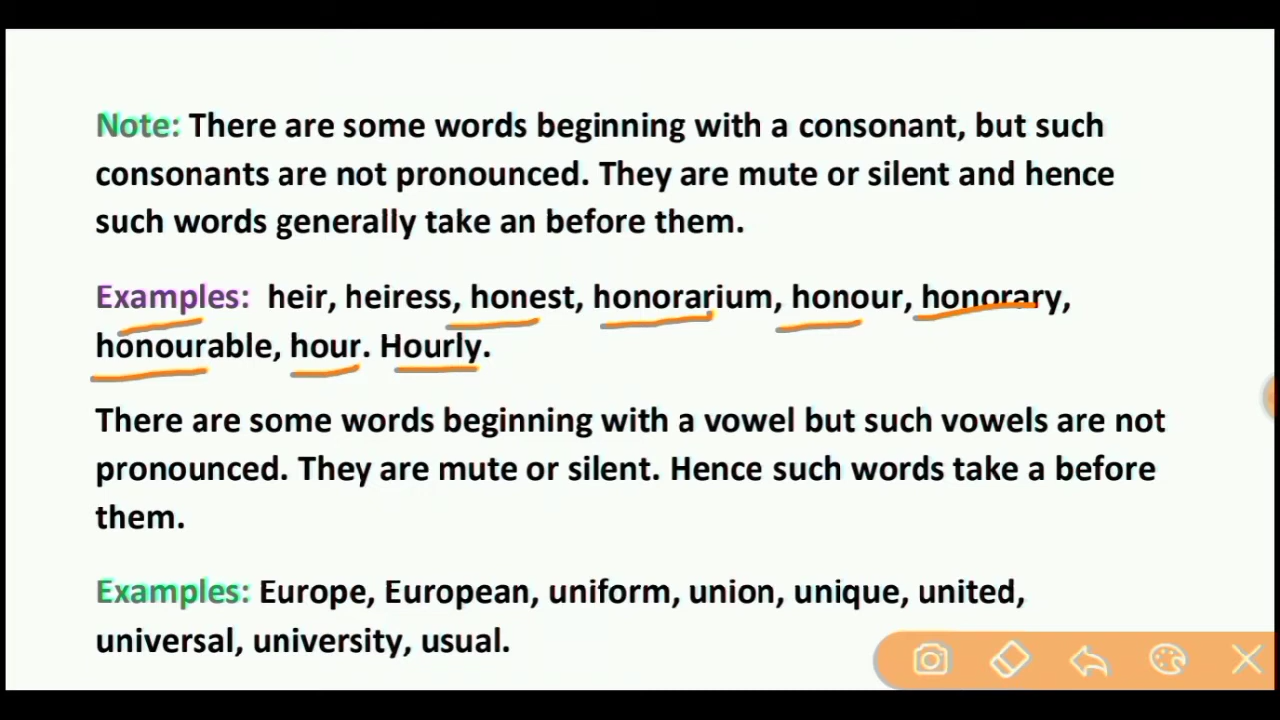 Note: There are some words beginning with a consonant, but such
consonants are not pronounced. They are mute or silent and hence
such words generally take an before them.
Examples: heir, heiress, honest, honorarium, honour, honorary,
honourable, hour. Hourly.
There are some words beginning with a vowel but such vowels are not
pronounced. They are mute or silent. Hence such words take a before
them.
Examples: Europe, European, uniform, union, unique, united,
universal, university, usual.